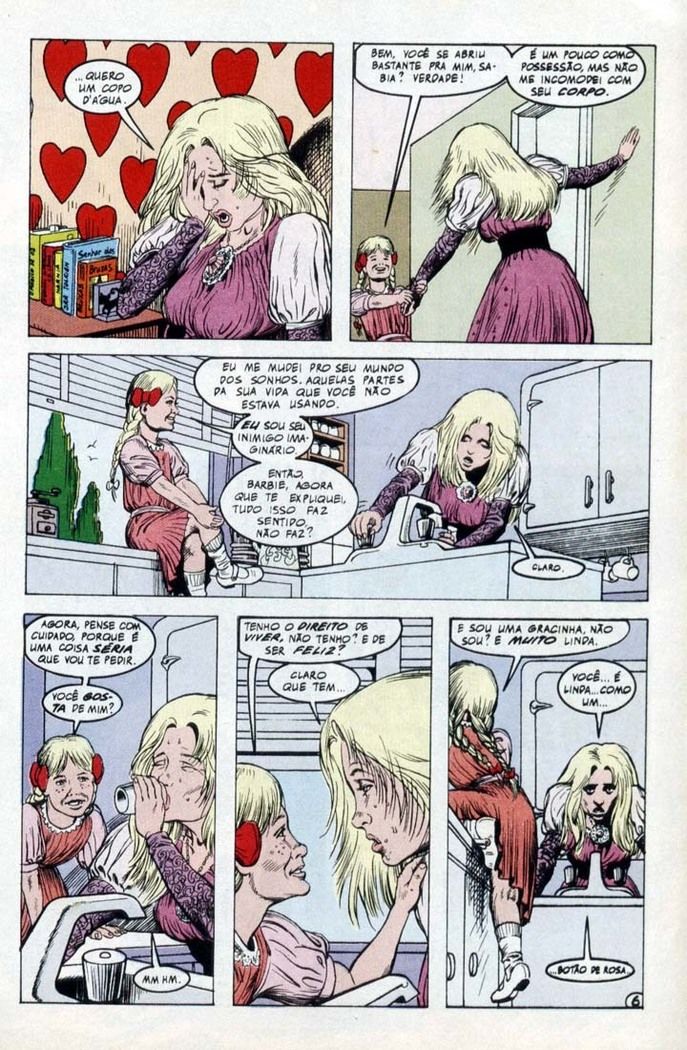 ... QUERO
UM COPO
D'ÁGUA.
Senhor dos
Bruxas
BEM, VOCÊ SE ABRIU
BASTANTE PRA MIM, SA-
BIA? VERDADE!
É UM POUCO COMO
POSSESSÃO, MAS NÃO
ME INCOMODEI COM
SEU CORPO.
EU ME MUDEI PRO SEU MUNDO
DOS SONHOS. AQUELAS PARTES
DA SUA VIDA QUE VOCÊ NÃO
ESTAVA USANDO.
EU SOU SEU
INIMIGO IMA-
GINÁRIO.
ENTÃO,
BARBIE, AGORA
QUE TE EXPLIQUEI,
TUDO ISSO FAZ
SENTIDO,
NÃO FAZ?
CLARO.
AGORA, PENSE COM
CUIDADO, PORQUE É
UMA COISA SÉRIA
QUE VOU TE PEDIR.
VOCÊ GOS-
TA DE MIM?
MM HM.
TENHO O DIREITO DE
VIVER, NÃO TENHO? E DE
SER FELIZ?
CLARO
QUE TEM...
E SOU UMA GRACINHA, NÃO
SOU? E MUITO LINDA.
VOCÊ... É
LINDA...COMO
UM...
...BOTÃO DE ROSA.
6